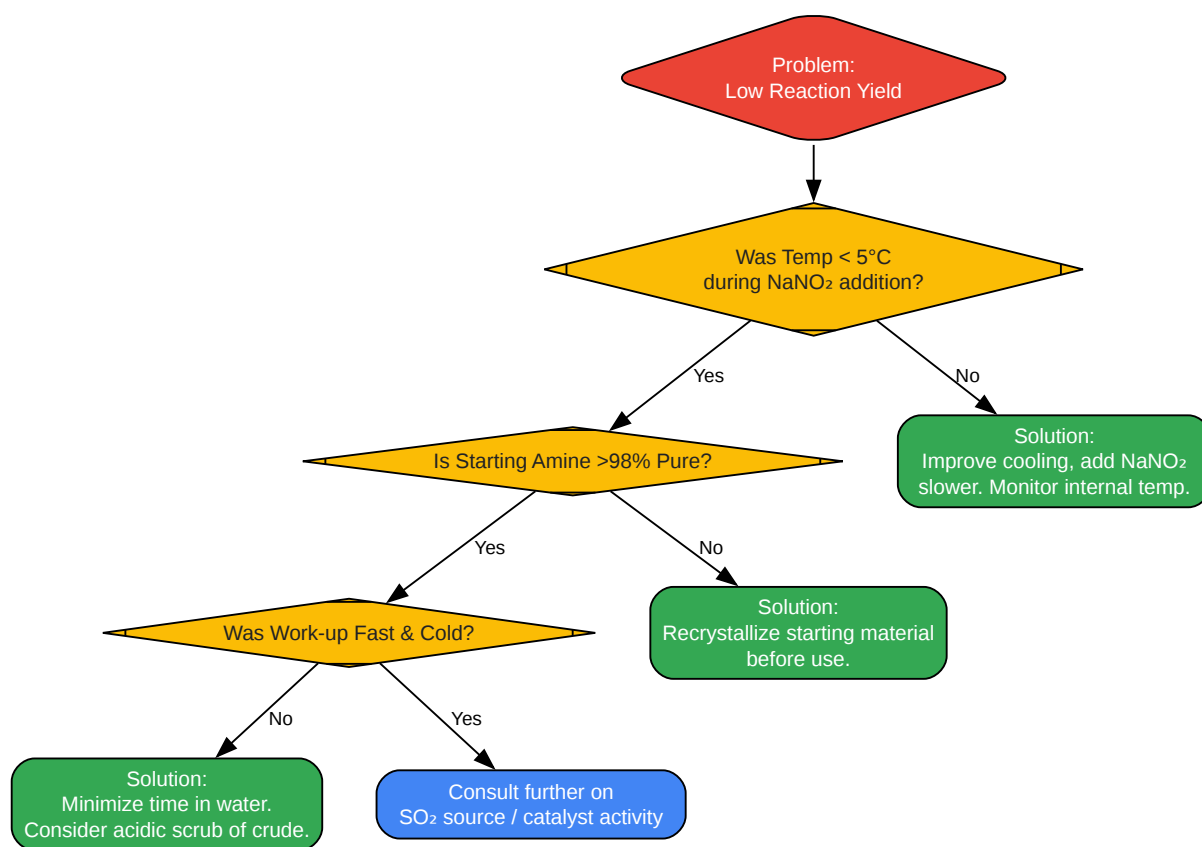 Problem:
Low Reaction Yield
Was Temp < 5°C
during NaNO₂ addition?
Yes
No
Is Starting Amine >98% Pure?
Solution:
Improve cooling, add NaNO₂
slower. Monitor internal temp.
Yes
No
Was Work-up Fast & Cold?
Solution:
Recrystallize starting material
before use.
No
Yes
Solution:
Minimize time in water.
Consider acidic scrub of crude.
Consult further on
SO₂ source / catalyst activity